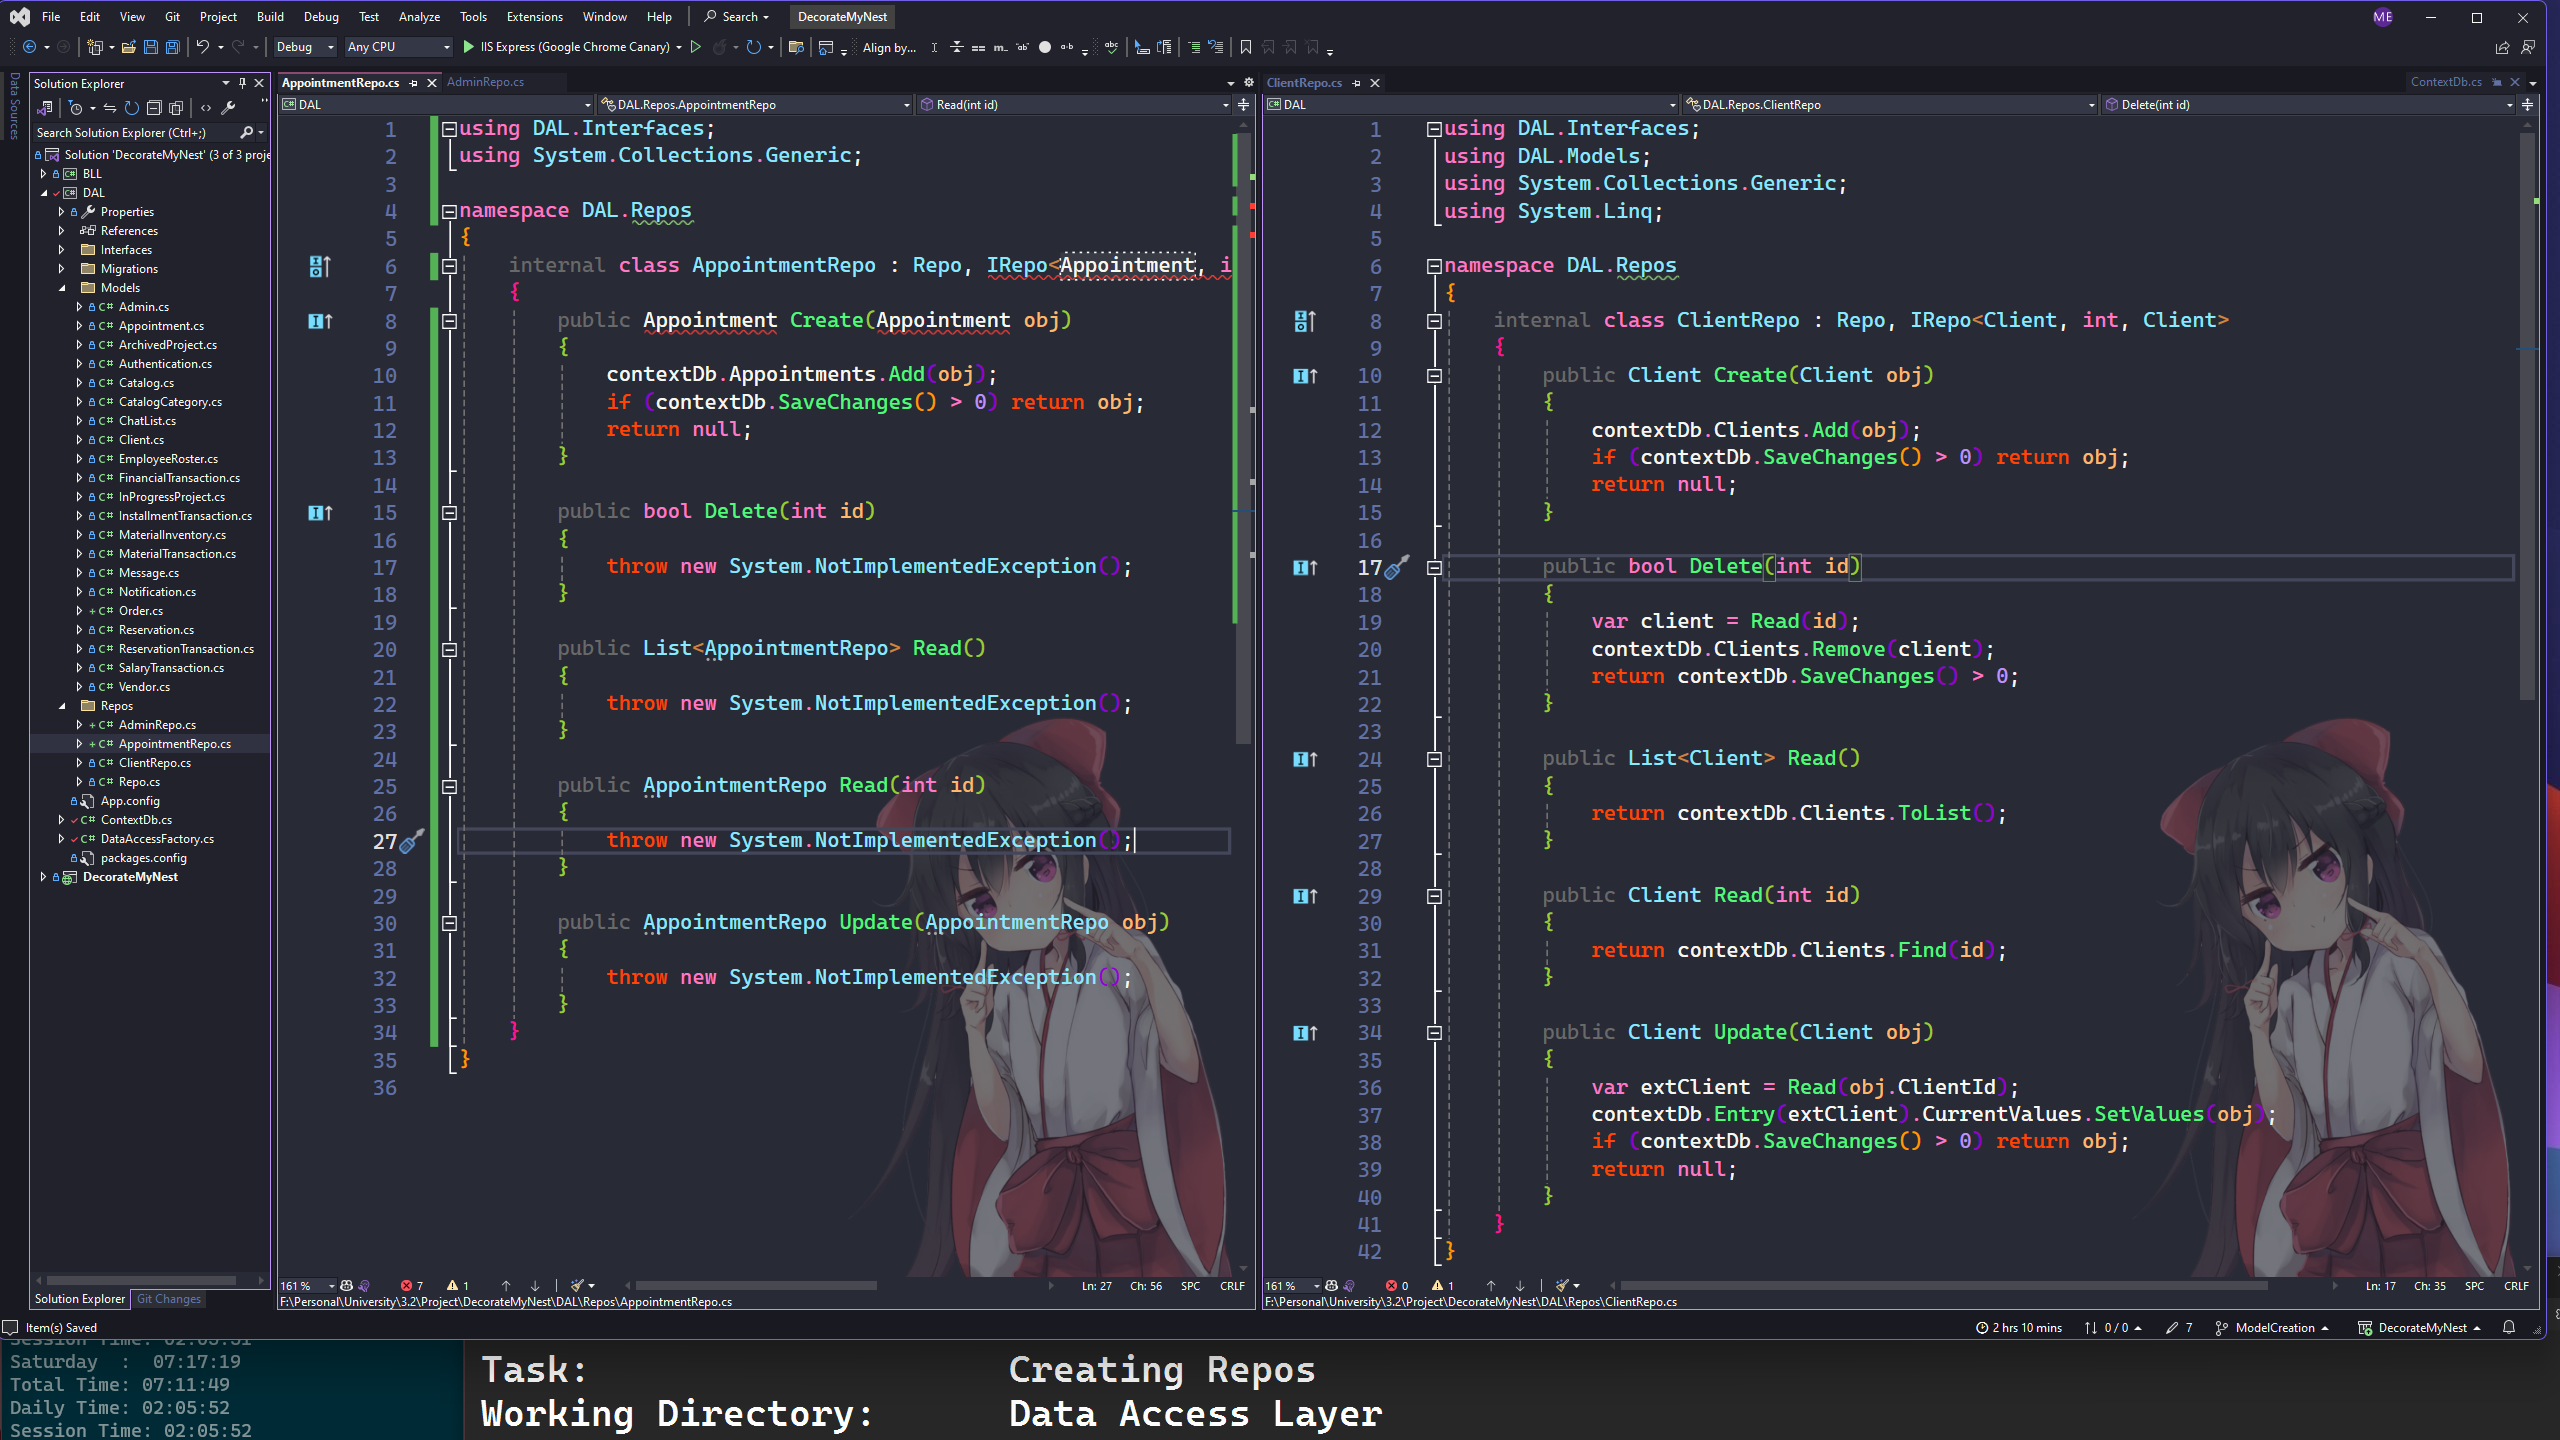 File Edit View Git Project Build Debug Test Analyze Tools Extensions Window Help Search DecorateMyNest ME
Debug Any CPU IIS Express (Google Chrome Canary) Align by...
Data Sources
Solution Explorer
Search Solution Explorer (Ctrl+;)
Solution 'DecorateMyNest' (3 of 3 proje
BLL
DAL
Properties
References
Interfaces
Migrations
Models
C# Admin.cs
C# Appointment.cs
C# ArchivedProject.cs
C# Authentication.cs
C# Catalog.cs
C# CatalogCategory.cs
C# ChatList.cs
C# Client.cs
C# EmployeeRoster.cs
C# FinancialTransaction.cs
C# InProgressProject.cs
C# InstallmentTransaction.cs
C# MaterialInventory.cs
C# MaterialTransaction.cs
C# Message.cs
C# Notification.cs
+ C# Order.cs
C# Reservation.cs
C# ReservationTransaction.cs
C# SalaryTransaction.cs
C# Vendor.cs
Repos
+ C# AdminRepo.cs
+ C# AppointmentRepo.cs
C# ClientRepo.cs
C# Repo.cs
App.config
C# ContextDb.cs
C# DataAccessFactory.cs
packages.config
DecorateMyNest
Solution Explorer Git Changes
AppointmentRepo.cs AdminRepo.cs
DAL DAL.Repos.AppointmentRepo Read(int id)
1 using DAL.Interfaces;
2 using System.Collections.Generic;
3
4 namespace DAL.Repos
5 {
6 internal class AppointmentRepo : Repo, IRepo<Appointment, i
7 {
8 public Appointment Create(Appointment obj)
9 {
10 contextDb.Appointments.Add(obj);
11 if (contextDb.SaveChanges() > 0) return obj;
12 return null;
13 }
14
15 public bool Delete(int id)
16 {
17 throw new System.NotImplementedException();
18 }
19
20 public List<AppointmentRepo> Read()
21 {
22 throw new System.NotImplementedException();
23 }
24
25 public AppointmentRepo Read(int id)
26 {
27 throw new System.NotImplementedException();
28 }
29
30 public AppointmentRepo Update(AppointmentRepo obj)
31 {
32 throw new System.NotImplementedException();
33 }
34 }
35 }
36
161 % 7 1 Ln: 27 Ch: 56 SPC CRLF
F:\Personal\University\3.2\Project\DecorateMyNest\DAL\Repos\AppointmentRepo.cs
ClientRepo.cs ContextDb.cs
DAL DAL.Repos.ClientRepo Delete(int id)
1 using DAL.Interfaces;
2 using DAL.Models;
3 using System.Collections.Generic;
4 using System.Linq;
5
6 namespace DAL.Repos
7 {
8 internal class ClientRepo : Repo, IRepo<Client, int, Client>
9 {
10 public Client Create(Client obj)
11 {
12 contextDb.Clients.Add(obj);
13 if (contextDb.SaveChanges() > 0) return obj;
14 return null;
15 }
16
17 public bool Delete(int id)
18 {
19 var client = Read(id);
20 contextDb.Clients.Remove(client);
21 return contextDb.SaveChanges() > 0;
22 }
23
24 public List<Client> Read()
25 {
26 return contextDb.Clients.ToList();
27 }
28
29 public Client Read(int id)
30 {
31 return contextDb.Clients.Find(id);
32 }
33
34 public Client Update(Client obj)
35 {
36 var extClient = Read(obj.ClientId);
37 contextDb.Entry(extClient).CurrentValues.SetValues(obj);
38 if (contextDb.SaveChanges() > 0) return obj;
39 return null;
40 }
41 }
42 }
161 % 0 1 Ln: 17 Ch: 35 SPC CRLF
F:\Personal\University\3.2\Project\DecorateMyNest\DAL\Repos\ClientRepo.cs
Item(s) Saved 2 hrs 10 mins 0 / 0 7 ModelCreation DecorateMyNest
Saturday : 07:17:19
Total Time: 07:11:49
Daily Time: 02:05:52
Session Time: 02:05:52
Task: Creating Repos
Working Directory: Data Access Layer